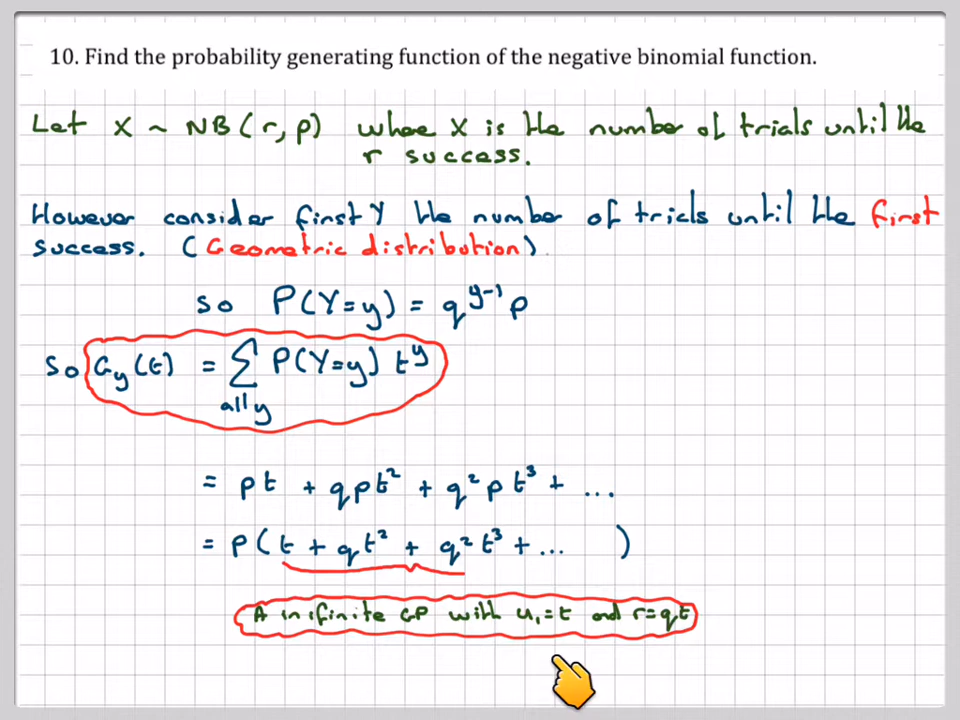 10. Find the probability generating function of the negative binomial function.
Let X ~ NB(r, p) where X is the number of trials until the
r success.
However consider first Y the number of trials until the first
success. (Geometric distribution)
so P(Y=y) = q^{y-1} p
so G_y(t) = ∑ P(Y=y) t^y
all y
= pt + qpt² + q²pt³ + ...
= p(t + qt² + q²t³ + ... )
A inifinite GP with u₁=t and r=qt